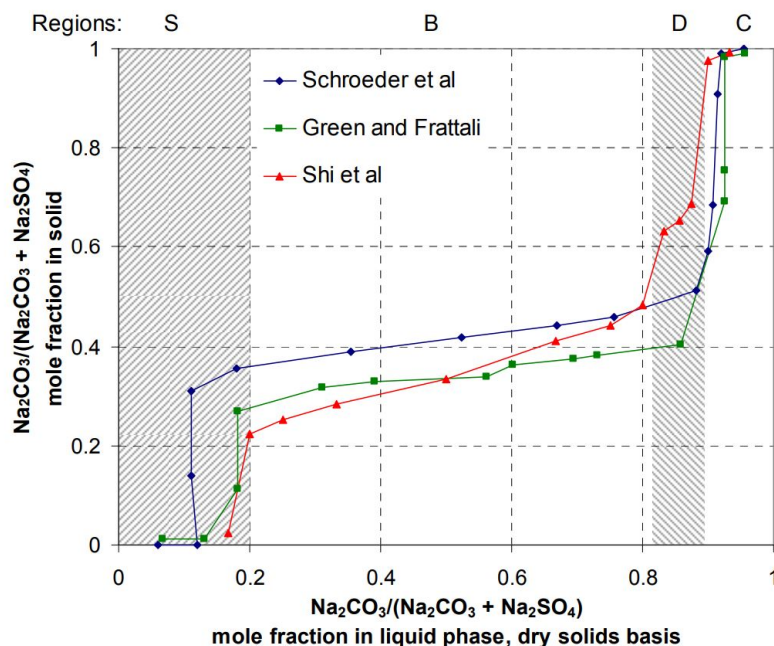 Regions: S B D C
1
Schroeder et al
Green and Frattali
Shi et al
0.8
0.6
0.4
0.2
0
Na₂CO₃/(Na₂CO₃ + Na₂SO₄)
mole fraction in solid
0 0.2 0.4 0.6 0.8 1
Na₂CO₃/(Na₂CO₃ + Na₂SO₄)
mole fraction in liquid phase, dry solids basis